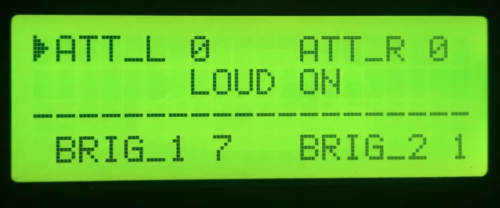 ▶ATT_L 0 ATT_R 0
LOUD ON
--------------------
BRIG_1 7 BRIG_2 1